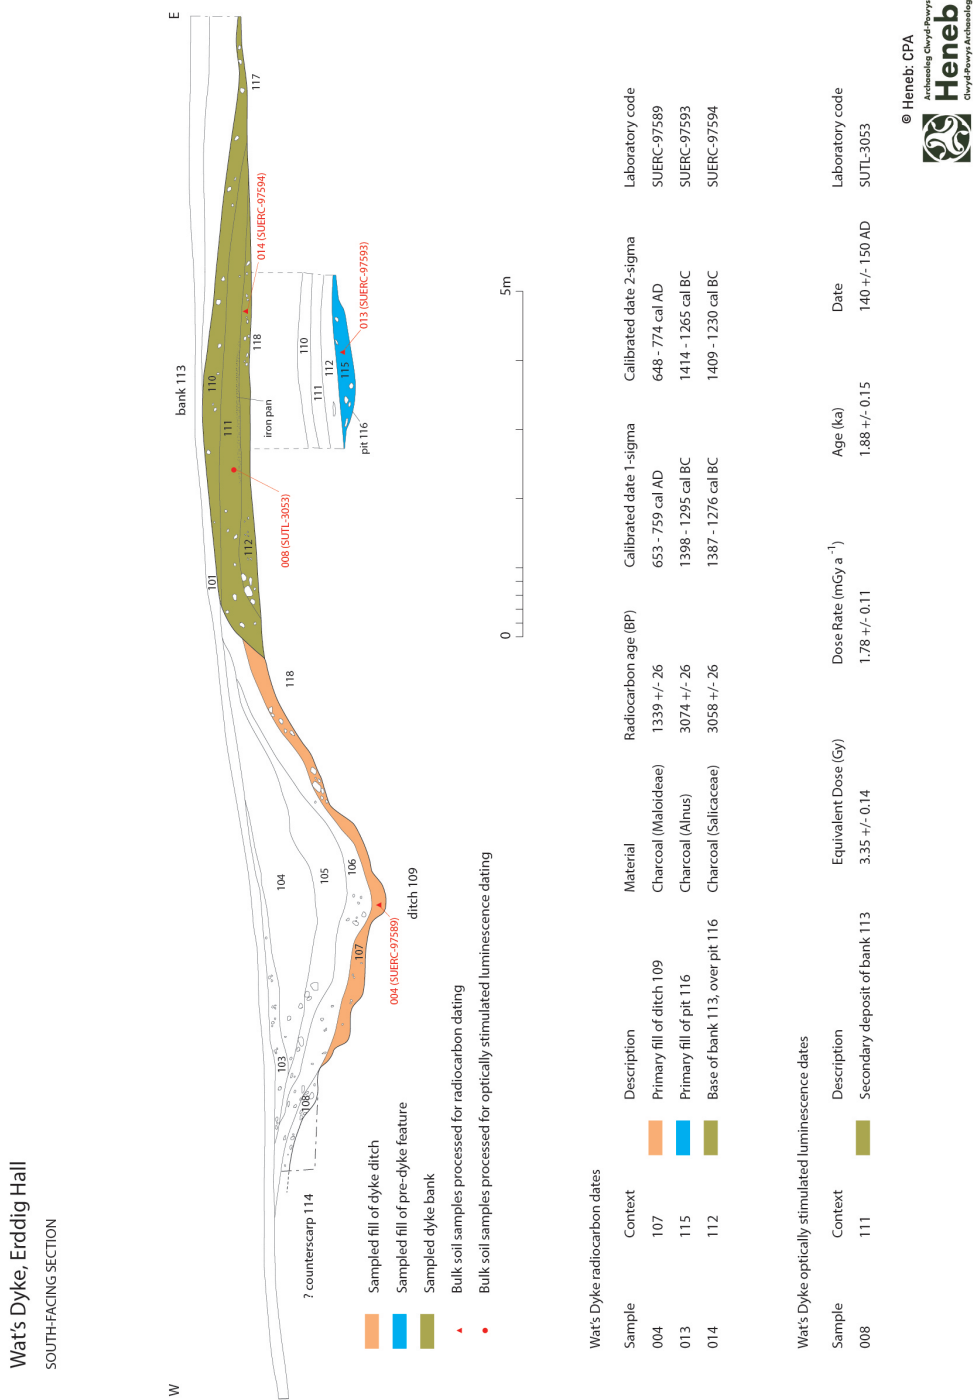 Wat's Dyke, Erddig Hall
SOUTH-FACING SECTION
W
E
bank 113
? counterscarp 114
108
103
104
105
106
107
004 (SUERC-97589)
ditch 109
118
101
112
111
110
008 (SUTL-3053)
iron pan
118
014 (SUERC-97594)
117
110
111
112
115
pit 116
013 (SUERC-97593)
0
5m
Sampled fill of dyke ditch
Sampled fill of pre-dyke feature
Sampled dyke bank
Bulk soil samples processed for radiocarbon dating
Bulk soil samples processed for optically stimulated luminescence dating
Wat's Dyke radiocarbon dates
Sample Context Description Material Radiocarbon age (BP) Calibrated date 1-sigma Calibrated date 2-sigma Laboratory code
004 107 Primary fill of ditch 109 Charcoal (Maloideae) 1339 +/- 26 653 - 759 cal AD 648 - 774 cal AD SUERC-97589
013 115 Primary fill of pit 116 Charcoal (Alnus) 3074 +/- 26 1398 - 1295 cal BC 1414 - 1265 cal BC SUERC-97593
014 112 Base of bank 113, over pit 116 Charcoal (Salicaceae) 3058 +/- 26 1387 - 1276 cal BC 1409 - 1230 cal BC SUERC-97594
Wat's Dyke optically stimulated luminescence dates
Sample Context Description Equivalent Dose (Gy) Dose Rate (mGy a⁻¹) Age (ka) Date Laboratory code
008 111 Secondary deposit of bank 113 3.35 +/- 0.14 1.78 +/- 0.11 1.88 +/- 0.15 140 +/- 150 AD SUTL-3053
© Heneb: CPA
Archaeoleg Clwyd-Powys
Heneb
Clwyd-Powys Archaeology